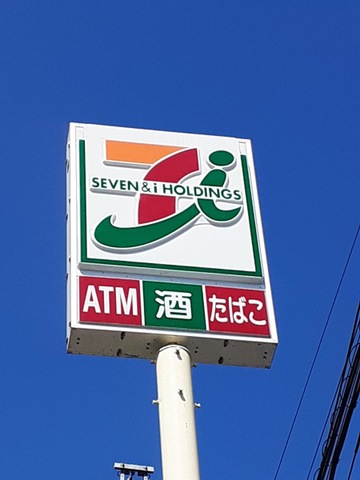 SEVEN & i HOLDINGS
ATM 酒 たばこ